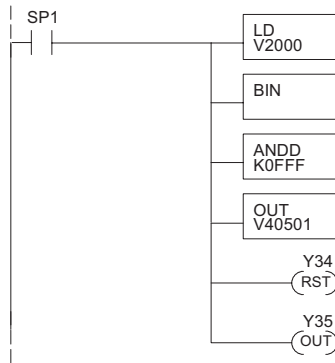 SP1
LD
V2000
BIN
ANDD
K0FFF
OUT
V40501
Y34
RST
Y35
OUT